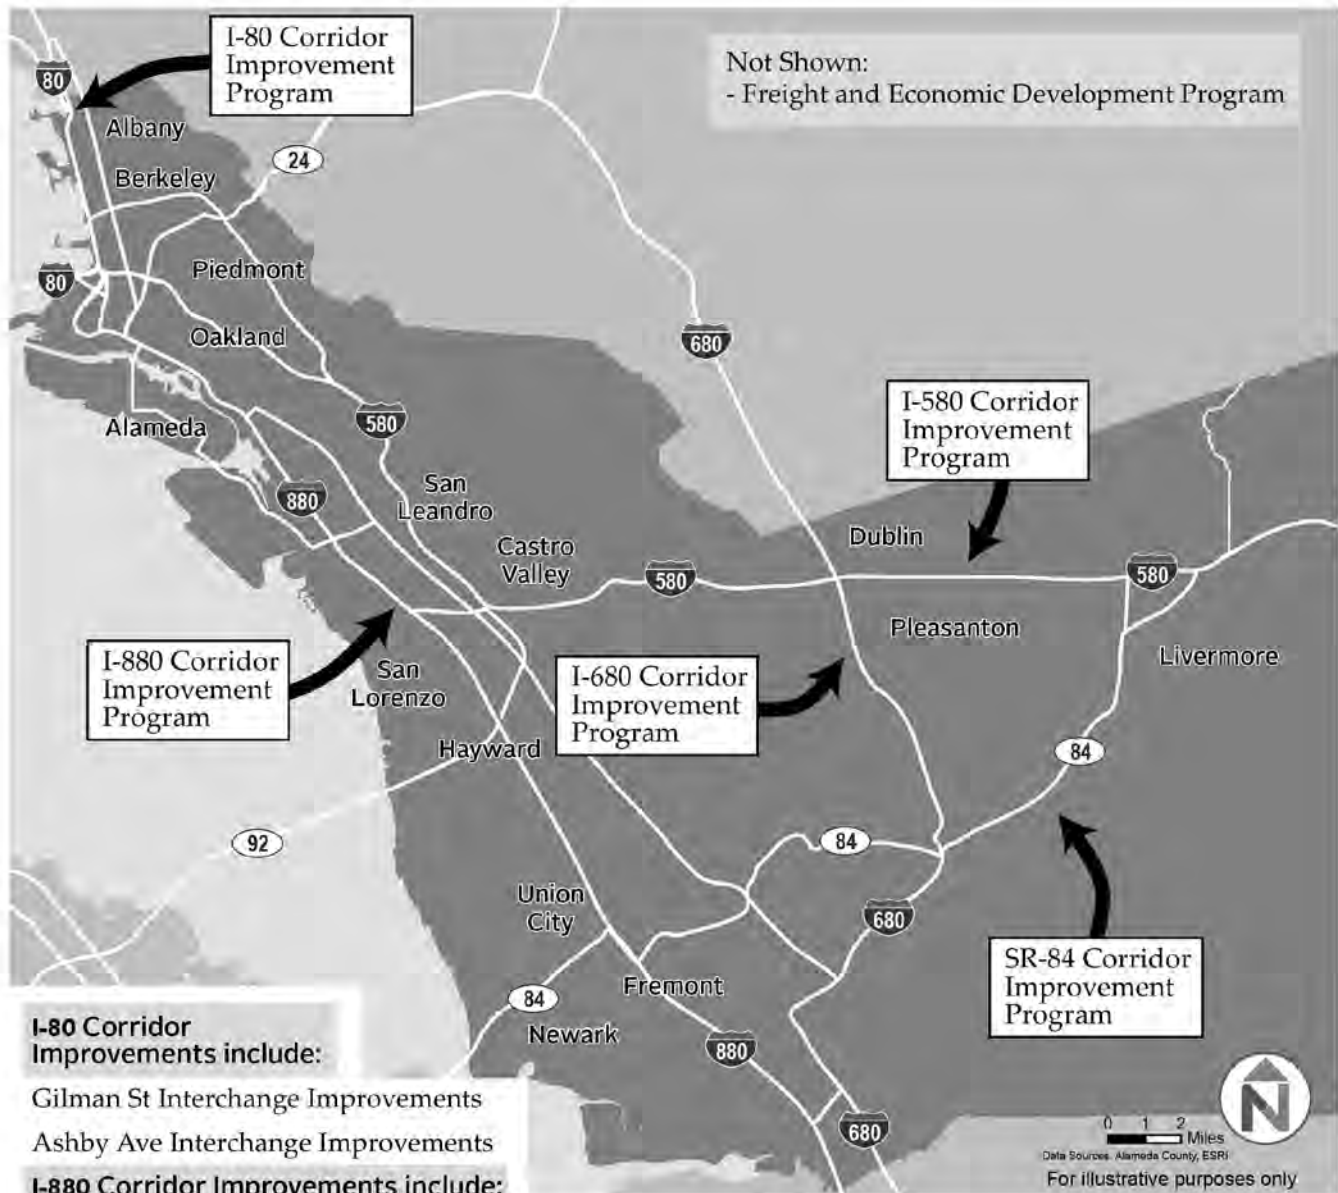 I-80 Corridor
Improvement
Program
Not Shown:
- Freight and Economic Development Program
80
Albany
24
Berkeley
Piedmont
80
Oakland
680
I-580 Corridor
Improvement
Program
580
Alameda
San
Leandro
880
Dublin
Castro
Valley
580
580
Pleasanton
Livermore
I-880 Corridor
Improvement
Program
San
Lorenzo
I-680 Corridor
Improvement
Program
Hayward
84
92
84
Union
City
680
SR-84 Corridor
Improvement
Program
Fremont
84
Newark
880
680
I-80 Corridor
Improvements include:
Gilman St Interchange Improvements
Ashby Ave Interchange Improvements
I-880 Corridor Improvements include:
N
0 1 2
Miles
Data Sources: Alameda County, ESRI
For illustrative purposes only